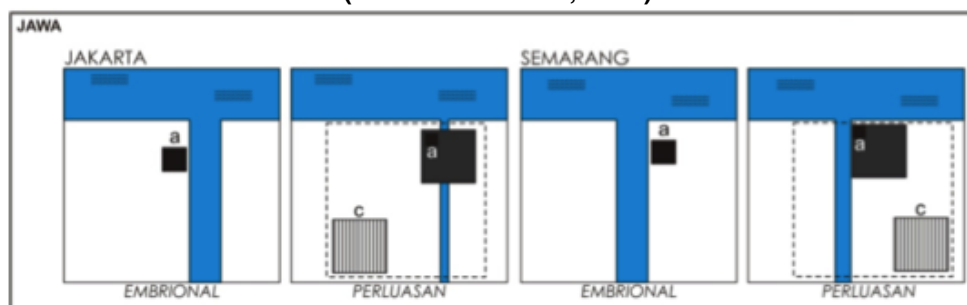 JAWA
JAKARTA
SEMARANG
a
a
a
a
c
c
EMBRIONAL
PERLUASAN
EMBRIONAL
PERLUASAN